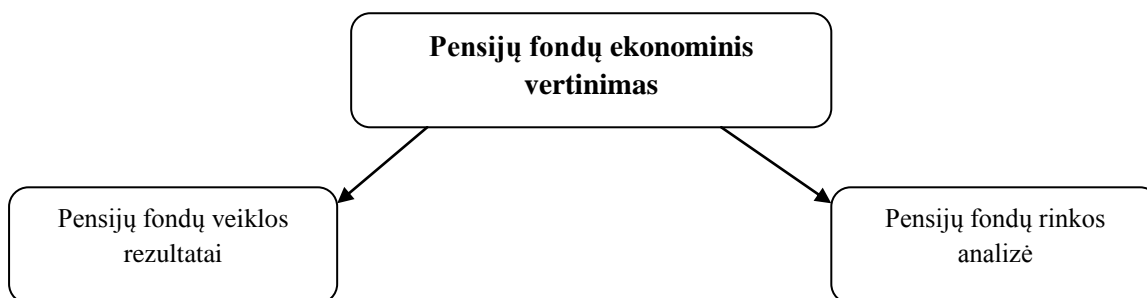 Pensijų fondų ekonominis
vertinimas
Pensijų fondų veiklos
rezultatai
Pensijų fondų rinkos
analizė